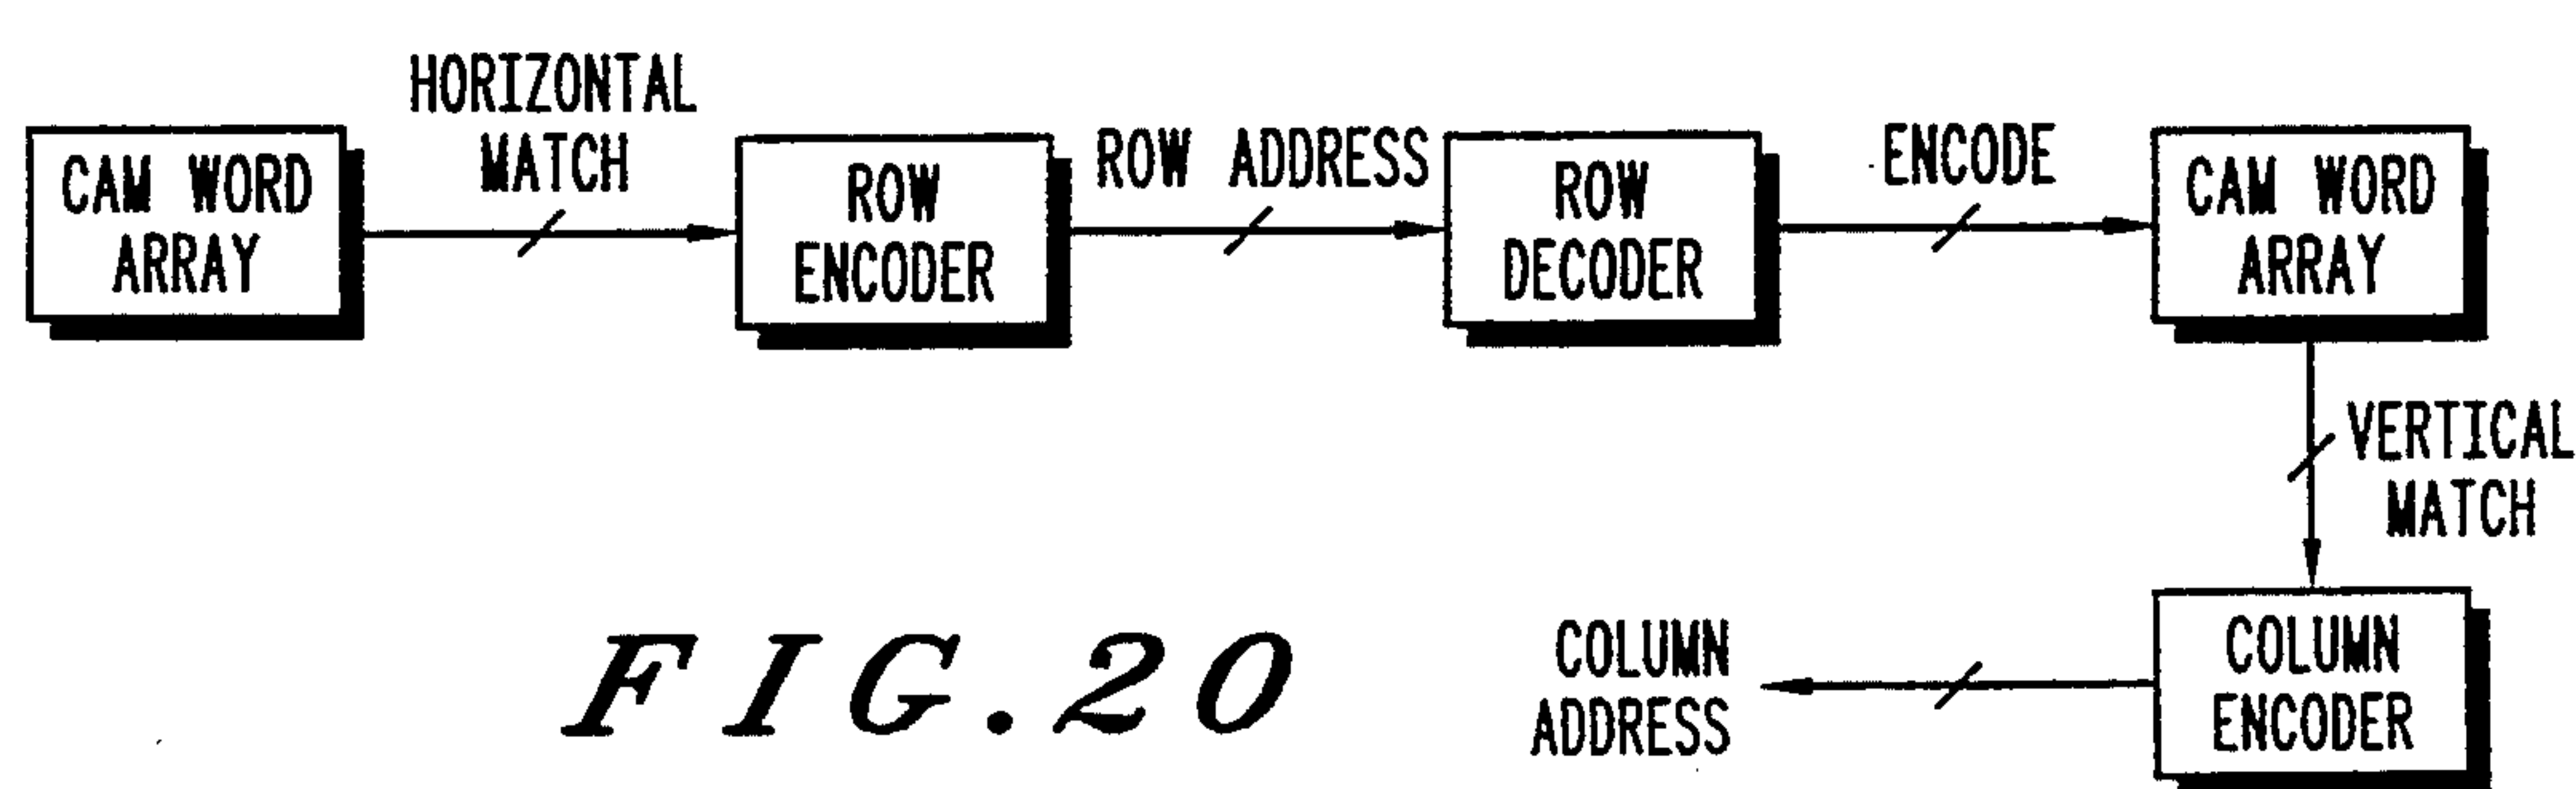 HORIZONTAL
MATCH
CAM WORD
ARRAY
ROW
ENCODER
ROW ADDRESS
ROW
DECODER
ENCODE
CAM WORD
ARRAY
VERTICAL
MATCH
COLUMN
ENCODER
COLUMN
ADDRESS
FIG.20